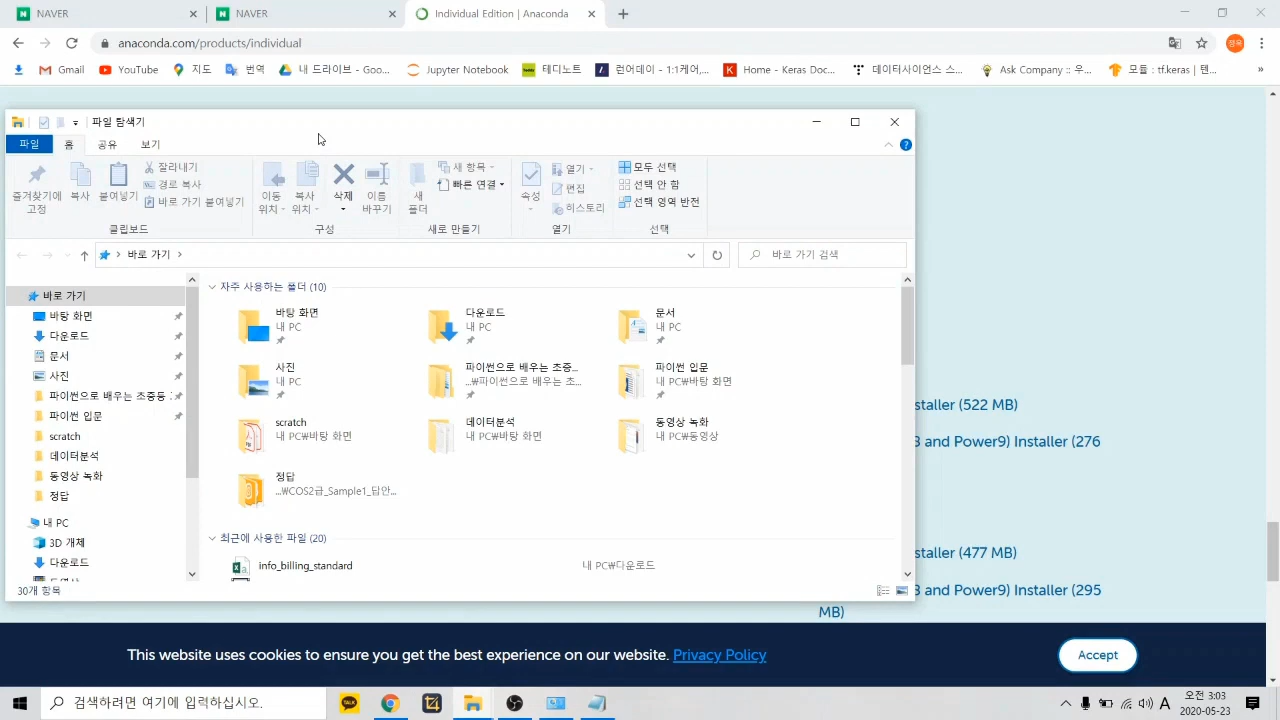 NAVER
NAVER
Individual Edition | Anaconda
anaconda.com/products/individual
Gmail
YouTube
지도
번역
내 드라이브 - Goo...
Jupyter Notebook
테디노트
런어데이 - 1:1케어,...
Home - Keras Doc...
데이터사이언스 스...
Ask Company :: 우...
모듈 : tf.keras | 텐...
»
파일 탐색기
파일
홈
공유
보기
즐겨찾기에
고정
복사
붙여넣기
잘라내기
경로 복사
바로 가기 붙여넣기
클립보드
이동
위치
복사
위치
삭제
이름
바꾸기
구성
새
폴더
새 항목
빠른 연결
새로 만들기
속성
열기
편집
히스토리
열기
모두 선택
선택 안 함
선택 영역 반전
선택
바로 가기
바로 가기 검색
바로 가기
바탕 화면
다운로드
문서
사진
파이썬으로 배우는 초중등
파이썬 입문
scratch
데이터분석
동영상 녹화
정답
내 PC
3D 개체
다운로드
자주 사용하는 폴더 (10)
바탕 화면
내 PC
다운로드
내 PC
문서
내 PC
사진
내 PC
파이썬으로 배우는 초중...
...₩파이썬으로 배우는 초...
파이썬 입문
내 PC₩바탕 화면
scratch
내 PC₩바탕 화면
데이터분석
내 PC₩바탕 화면
동영상 녹화
내 PC₩동영상
정답
...₩COS2급_Sample1_답안...
최근에 사용한 파일 (20)
info_billing_standard
내 PC₩다운로드
30개 항목
staller (522 MB)
and Power9) Installer (276
staller (477 MB)
and Power9) Installer (295
MB)
This website uses cookies to ensure you get the best experience on our website. Privacy Policy
Accept
검색하려면 여기에 입력하십시오.
TALK
A
오전 3:03
2020-05-23